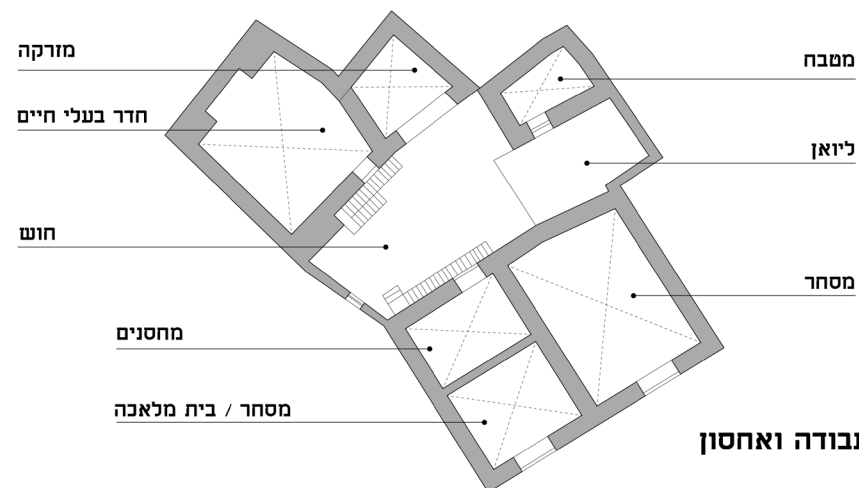 מזרקה
מטבח
חדר בעלי חיים
ליואן
חוש
מסחר
מחסנים
מסחר / בית מלאכה
ואחסון